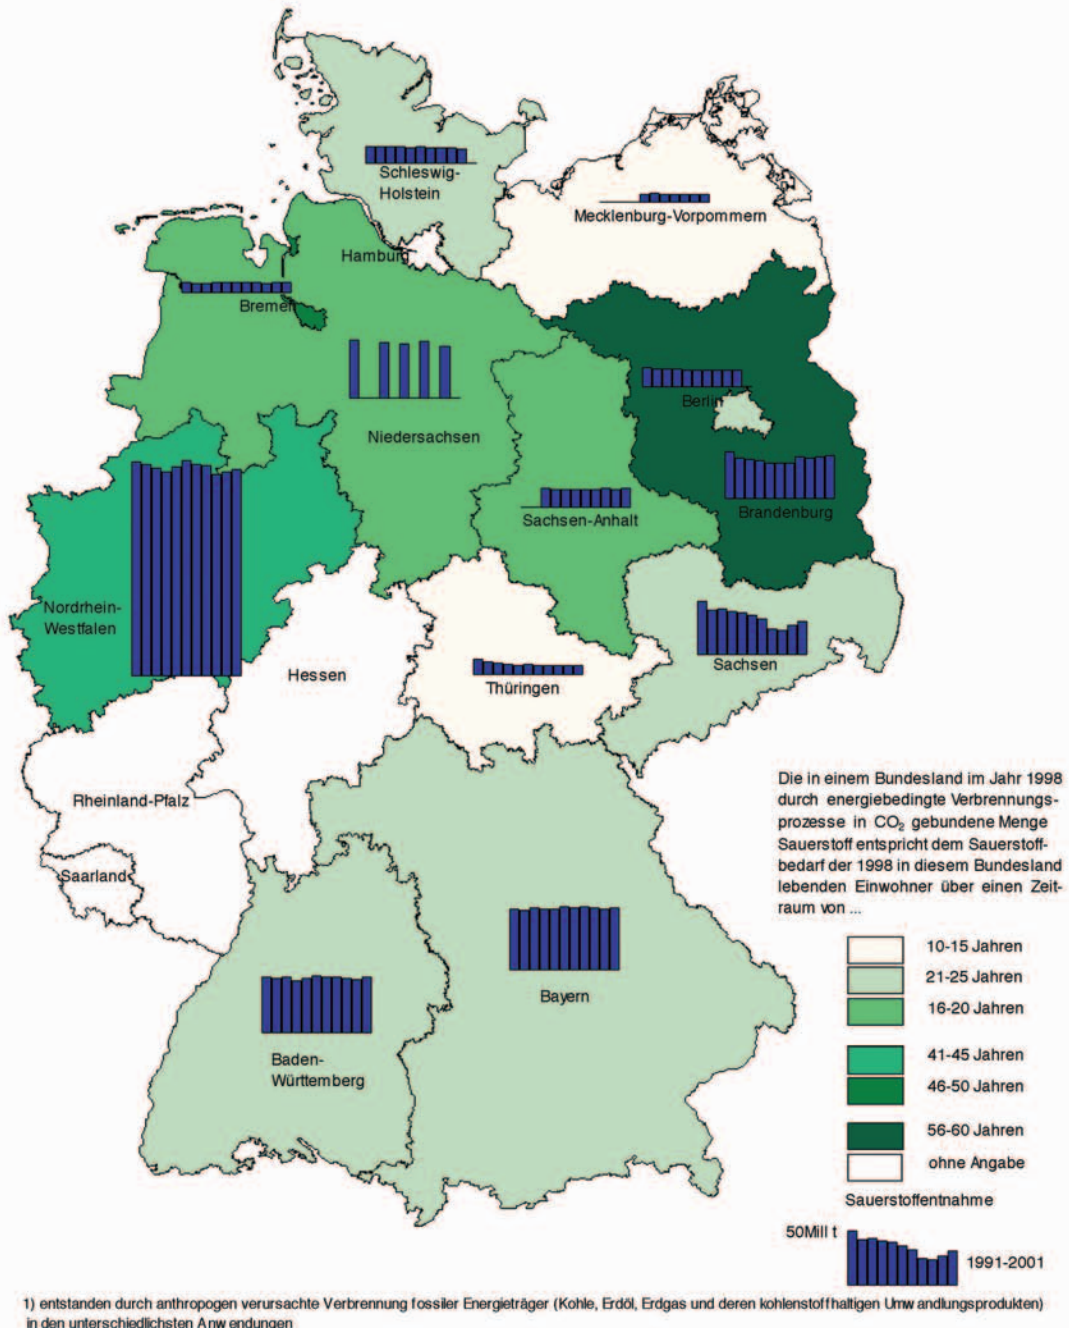 Schleswig-
Holstein
Mecklenburg-Vorpommern
Hamburg
Bremen
Berlin
Niedersachsen
Brandenburg
Sachsen-Anhalt
Nordrhein-
Westfalen
Hessen
Thüringen
Sachsen
Rheinland-Pfalz
Saarland
Bayern
Baden-
Württemberg
Die in einem Bundesland im Jahr 1998
durch energiebedingte Verbrennungs-
prozesse in CO₂ gebundene Menge
Sauerstoff entspricht dem Sauerstoff-
bedarf der 1998 in diesem Bundesland
lebenden Einwohner über einen Zeit-
raum von ...
10-15 Jahren
21-25 Jahren
16-20 Jahren
41-45 Jahren
46-50 Jahren
56-60 Jahren
ohne Angabe
Sauerstoffentnahme
50Mill t
1991-2001
1) entstanden durch anthropogen verursachte Verbrennung fossiler Energieträger (Kohle, Erdöl, Erdgas und deren kohlenstoffhaltigen Umwandlungsprodukten)
in den unterschiedlichsten Anwendungen